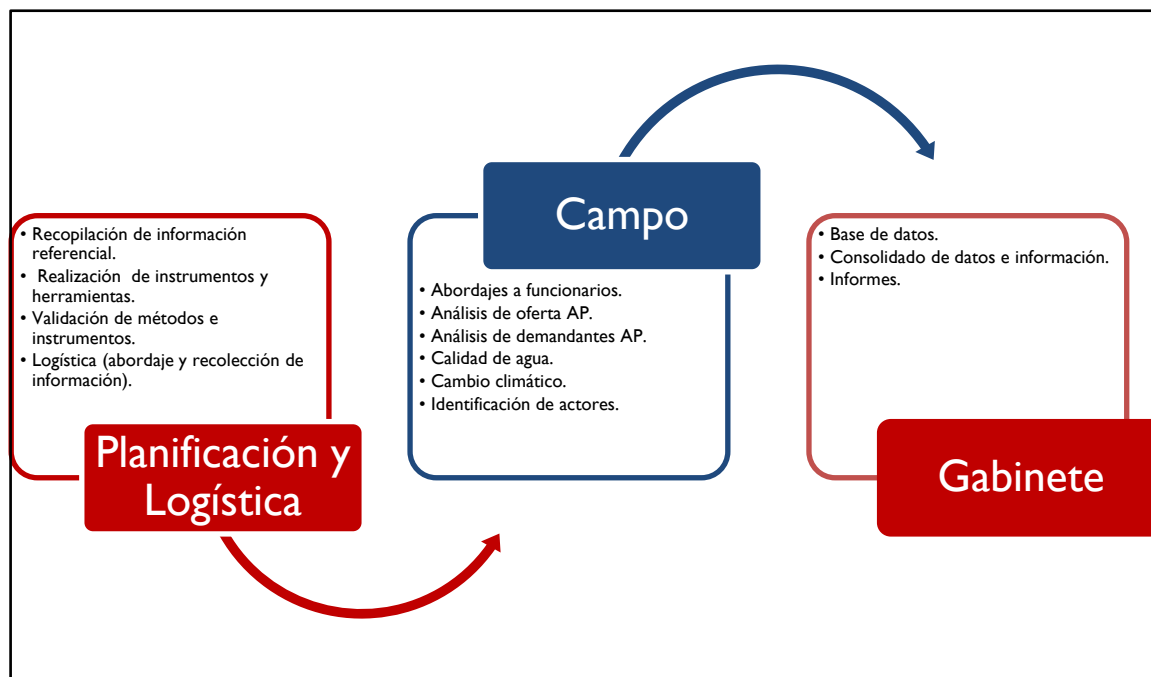 • Recopilación de información
referencial.
• Realización de instrumentos y
herramientas.
• Validación de métodos e
instrumentos.
• Logística (abordaje y recolección de
información).
Planificación y
Logística
Campo
• Abordajes a funcionarios.
• Análisis de oferta AP.
• Análisis de demandantes AP.
• Calidad de agua.
• Cambio climático.
• Identificación de actores.
• Base de datos.
• Consolidado de datos e información.
• Informes.
Gabinete